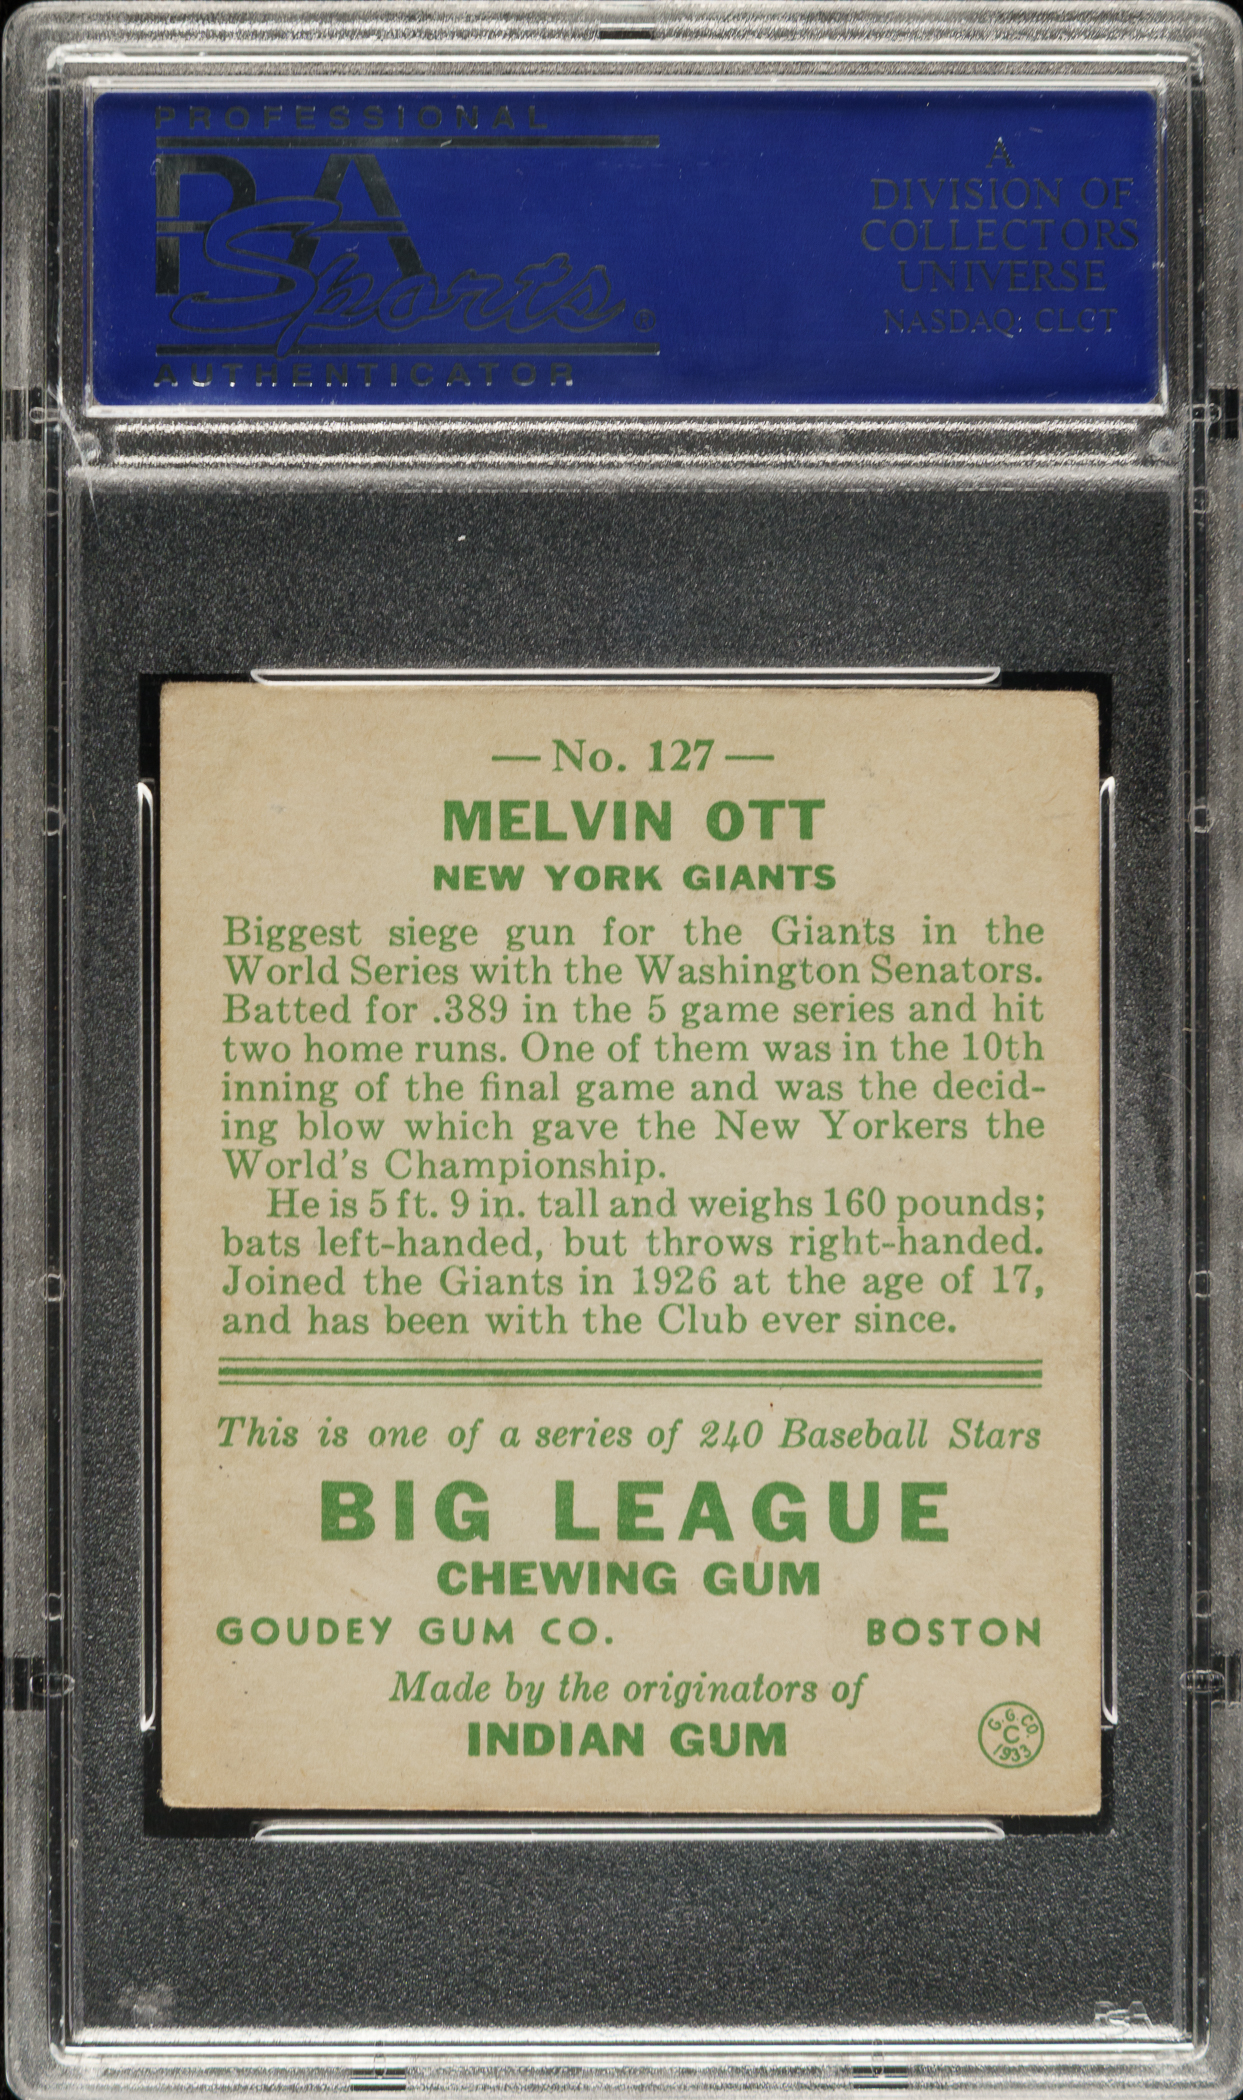 PROFESSIONAL
PSA
Sports®
AUTHENTICATOR
A
DIVISION OF
COLLECTORS
UNIVERSE
NASDAQ: CLCT
— No. 127 —
MELVIN OTT
NEW YORK GIANTS
Biggest siege gun for the Giants in the
World Series with the Washington Senators.
Batted for .389 in the 5 game series and hit
two home runs. One of them was in the 10th
inning of the final game and was the decid-
ing blow which gave the New Yorkers the
World's Championship.
He is 5 ft. 9 in. tall and weighs 160 pounds;
bats left-handed, but throws right-handed.
Joined the Giants in 1926 at the age of 17,
and has been with the Club ever since.
This is one of a series of 240 Baseball Stars
BIG LEAGUE
CHEWING GUM
GOUDEY GUM CO. BOSTON
Made by the originators of
INDIAN GUM
G.G.CO.
C
1933
PSA